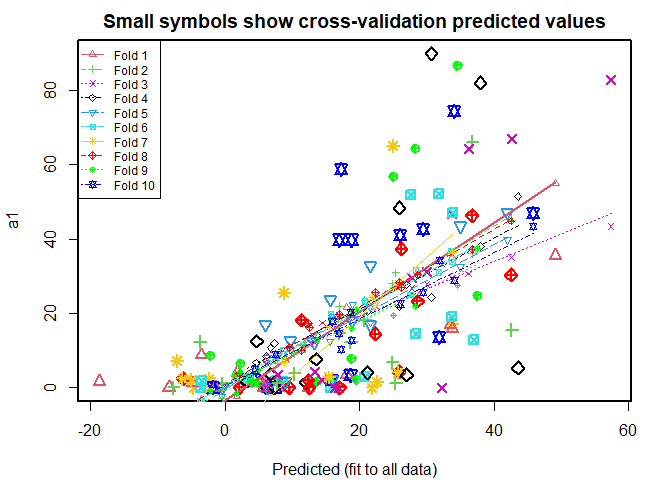 Small symbols show cross-validation predicted values
Fold 1
Fold 2
Fold 3
Fold 4
Fold 5
Fold 6
Fold 7
Fold 8
Fold 9
Fold 10
80
60
40
20
0
a1
-20 0 20 40 60
Predicted (fit to all data)